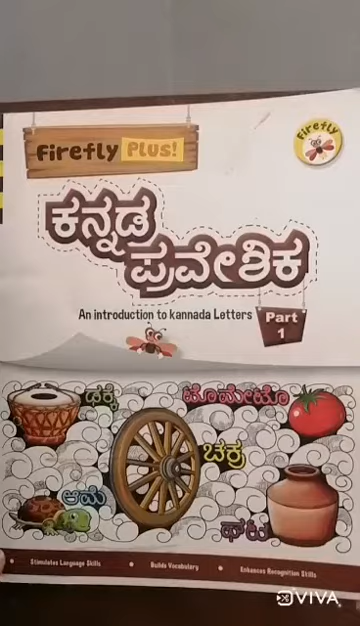 Firefly Plus!
Firefly
ಕನ್ನಡ
ಪ್ರವೇಶಿಕ
An introduction to kannada Letters
Part
1
ಢಕ್ಕೆ
ಟೊಮೇಟೊ
ಚಕ್ರ
ಆಮೆ
ಘಟ
Stimulates Language Skills
Builds Vocabulary
Enhances Recognition Skills
VIVA